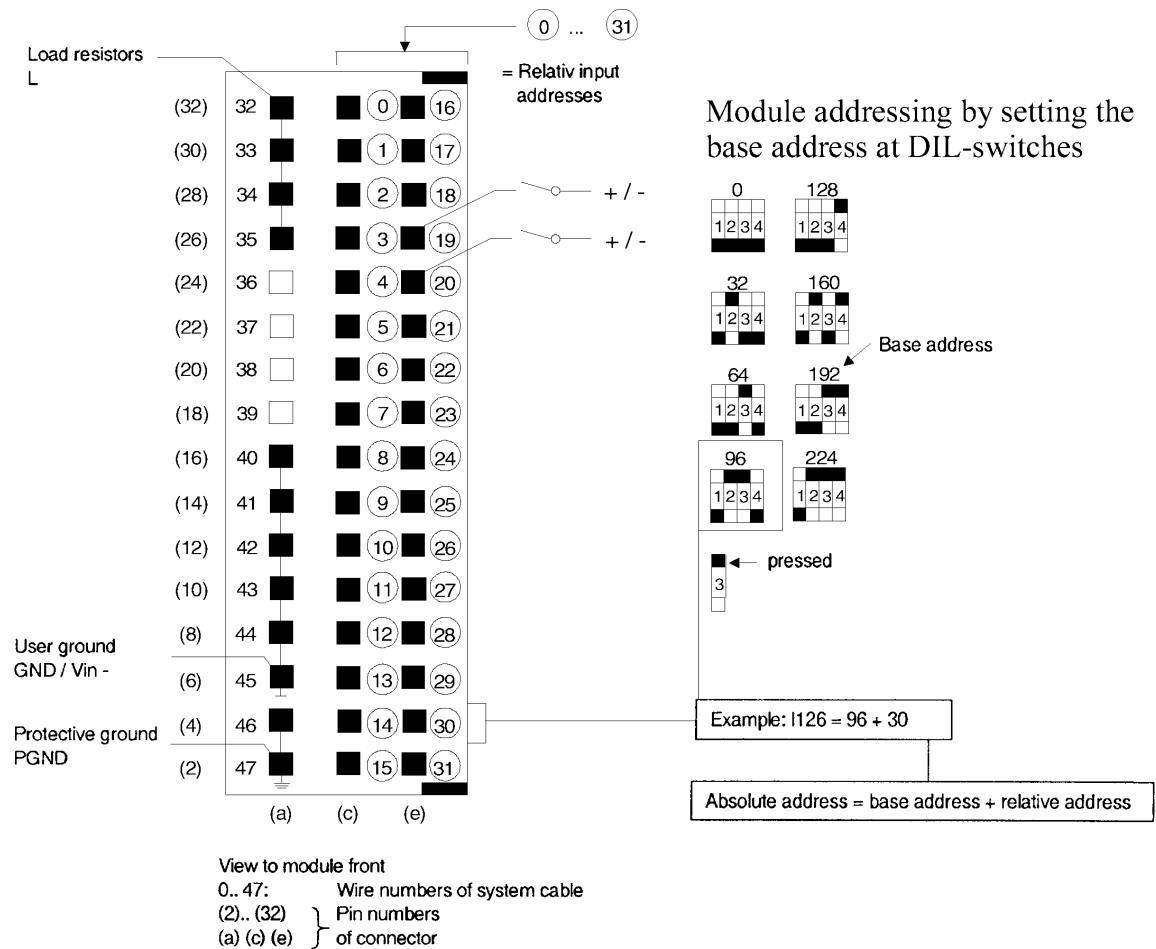 0 ... 31
Load resistors
L
= Relativ input
addresses
(32) 32 0 16
(30) 33 1 17
(28) 34 2 18
(26) 35 3 19
(24) 36 4 20
(22) 37 5 21
(20) 38 6 22
(18) 39 7 23
(16) 40 8 24
(14) 41 9 25
(12) 42 10 26
(10) 43 11 27
(8) 44 12 28
(6) 45 13 29
(4) 46 14 30
(2) 47 15 31
(a) (c) (e)
User ground
GND / Vin -
Protective ground
PGND
+ / -
+ / -
Module addressing by setting the
base address at DIL-switches
0 128
1 2 3 4 1 2 3 4
32 160
1 2 3 4 1 2 3 4
Base address
64 192
1 2 3 4 1 2 3 4
96 224
1 2 3 4 1 2 3 4
pressed
3
Example: I126 = 96 + 30
Absolute address = base address + relative address
View to module front
0.. 47: Wire numbers of system cable
(2).. (32) } Pin numbers
(a) (c) (e) of connector